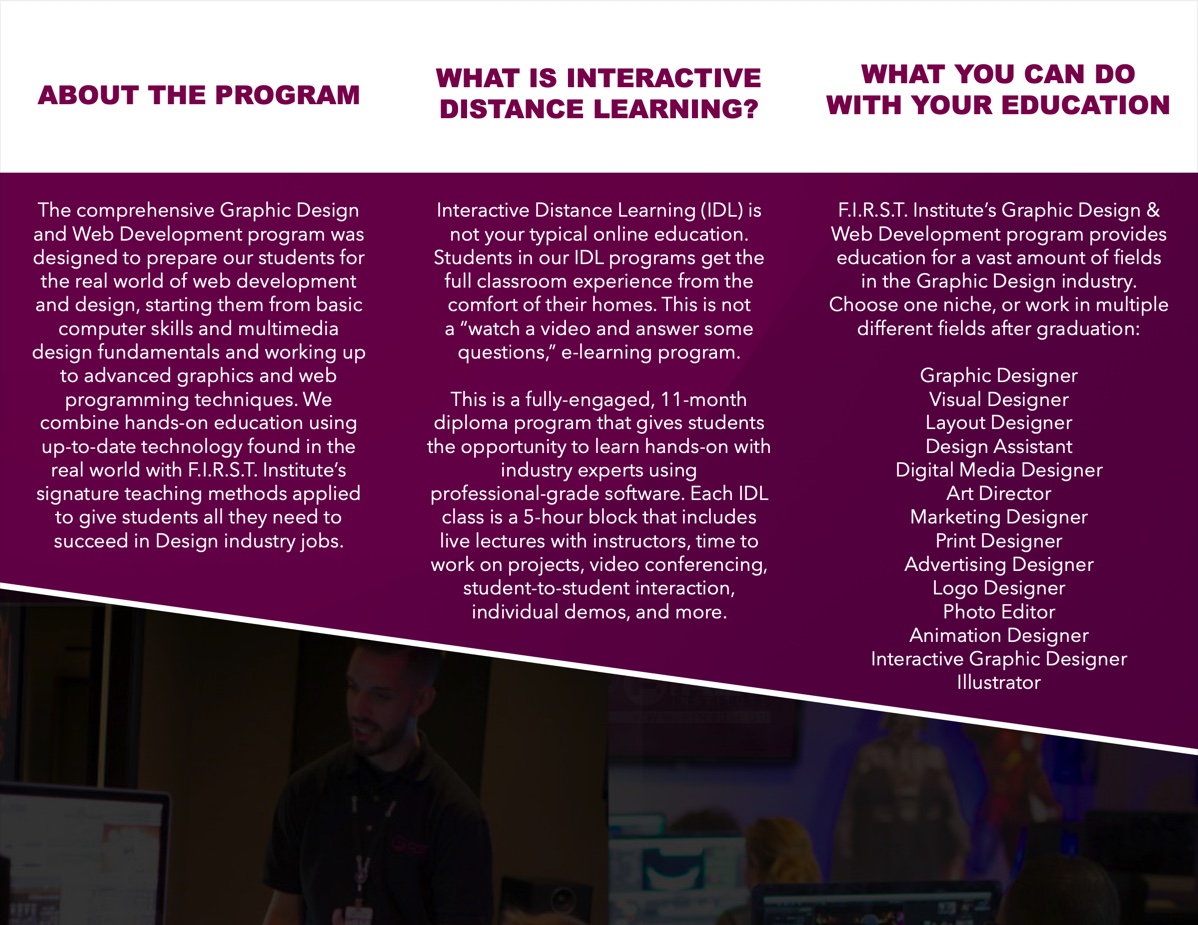 ABOUT THE PROGRAM
The comprehensive Graphic Design
and Web Development program was
designed to prepare our students for
the real world of web development
and design, starting them from basic
computer skills and multimedia
design fundamentals and working up
to advanced graphics and web
programming techniques. We
combine hands-on education using
up-to-date technology found in the
real world with F.I.R.S.T. Institute’s
signature teaching methods applied
to give students all they need to
succeed in Design industry jobs.
WHAT IS INTERACTIVE
DISTANCE LEARNING?
Interactive Distance Learning (IDL) is
not your typical online education.
Students in our IDL programs get the
full classroom experience from the
comfort of their homes. This is not
a “watch a video and answer some
questions,” e-learning program.
This is a fully-engaged, 11-month
diploma program that gives students
the opportunity to learn hands-on with
industry experts using
professional-grade software. Each IDL
class is a 5-hour block that includes
live lectures with instructors, time to
work on projects, video conferencing,
student-to-student interaction,
individual demos, and more.
WHAT YOU CAN DO
WITH YOUR EDUCATION
F.I.R.S.T. Institute’s Graphic Design &
Web Development program provides
education for a vast amount of fields
in the Graphic Design industry.
Choose one niche, or work in multiple
different fields after graduation:
Graphic Designer
Visual Designer
Layout Designer
Design Assistant
Digital Media Designer
Art Director
Marketing Designer
Print Designer
Advertising Designer
Logo Designer
Photo Editor
Animation Designer
Interactive Graphic Designer
Illustrator